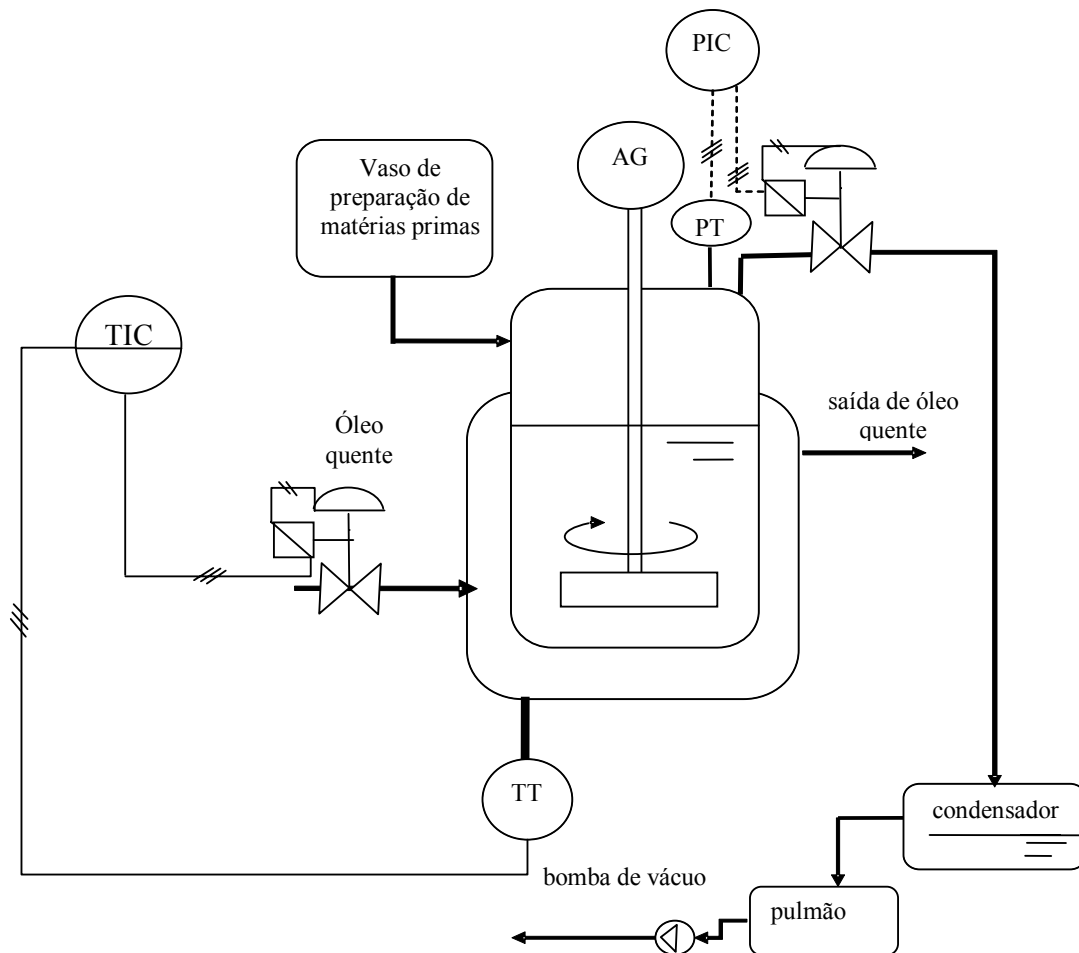 PIC
AG
Vaso de
preparação de
matérias primas
PT
TIC
Óleo
quente
saída de óleo
quente
TT
condensador
bomba de vácuo
pulmão